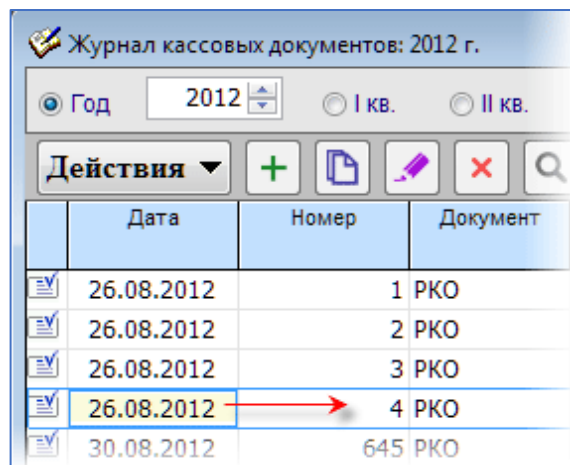 Журнал кассовых документов: 2012 г.
Год 2012 I кв. II кв.
Действия
Дата Номер Документ
26.08.2012 1 РКО
26.08.2012 2 РКО
26.08.2012 3 РКО
26.08.2012 4 РКО
30.08.2012 645 РКО